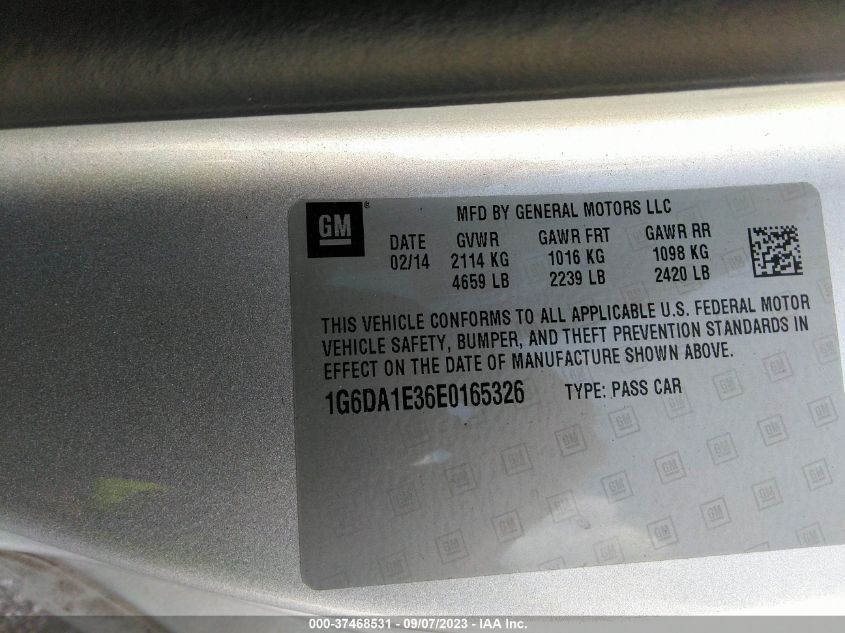 GM ®
MFD BY GENERAL MOTORS LLC
DATE GVWR GAWR FRT GAWR RR
02/14 2114 KG 1016 KG 1098 KG
4659 LB 2239 LB 2420 LB
THIS VEHICLE CONFORMS TO ALL APPLICABLE U.S. FEDERAL MOTOR
VEHICLE SAFETY, BUMPER, AND THEFT PREVENTION STANDARDS IN
EFFECT ON THE DATE OF MANUFACTURE SHOWN ABOVE.
1G6DA1E36E0165326 TYPE: PASS CAR
000-37468531 - 09/07/2023 - IAA Inc.